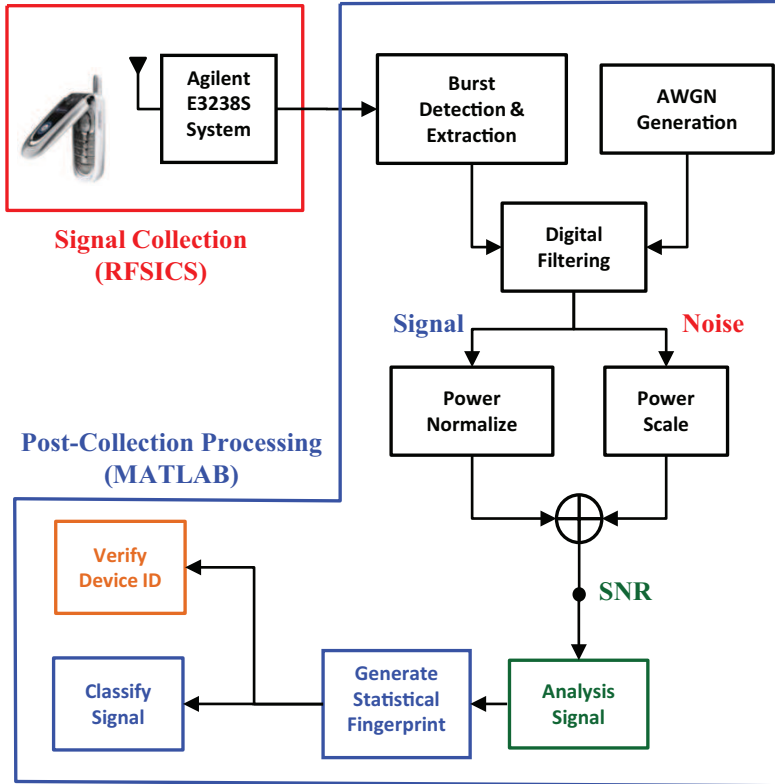 Agilent
E3238S
System
Burst
Detection &
Extraction
AWGN
Generation
Signal Collection
(RFSICS)
Digital
Filtering
Signal
Noise
Power
Normalize
Power
Scale
Post-Collection Processing
(MATLAB)
SNR
Verify
Device ID
Classify
Signal
Generate
Statistical
Fingerprint
Analysis
Signal